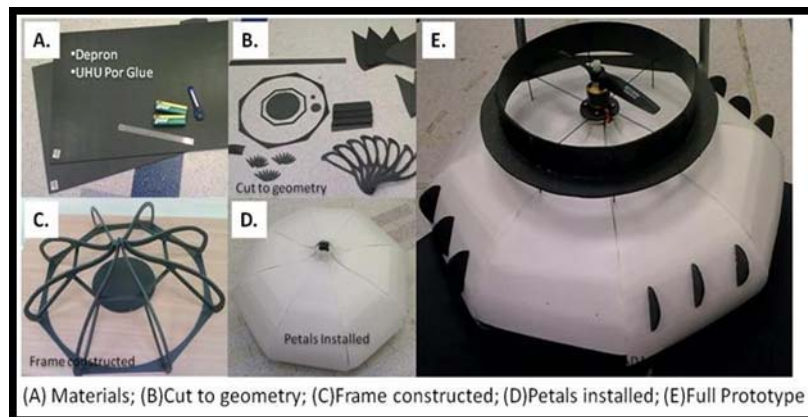 A.
•Depron
•UHU Por Glue
B.
Cut to geometry
C.
Frame constructed
D.
Petals Installed
E.
(A) Materials; (B)Cut to geometry; (C)Frame constructed; (D)Petals installed; (E)Full Prototype